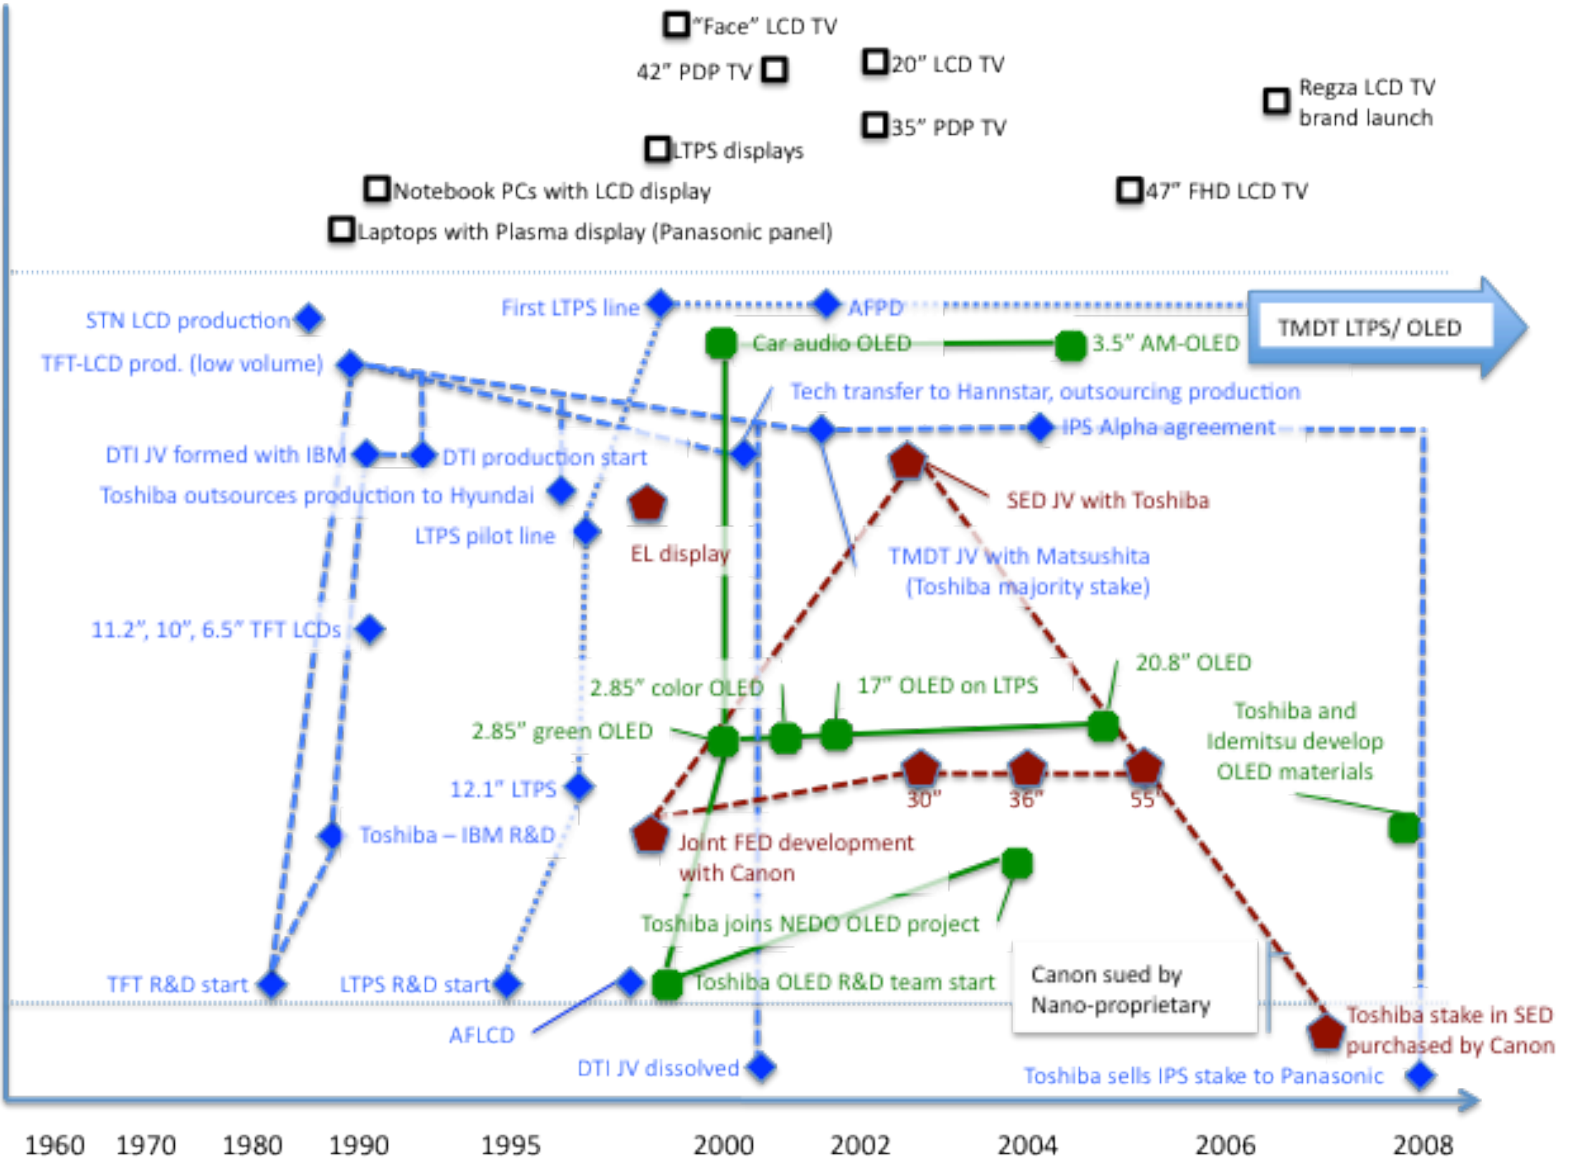 “Face” LCD TV
42” PDP TV
20” LCD TV
Regza LCD TV
brand launch
35” PDP TV
LTPS displays
Notebook PCs with LCD display
47” FHD LCD TV
Laptops with Plasma display (Panasonic panel)
First LTPS line
AFPD
STN LCD production
TMDT LTPS/ OLED
Car audio OLED
3.5” AM-OLED
TFT-LCD prod. (low volume)
Tech transfer to Hannstar, outsourcing production
IPS Alpha agreement
DTI JV formed with IBM
DTI production start
Toshiba outsources production to Hyundai
SED JV with Toshiba
LTPS pilot line
EL display
TMDT JV with Matsushita
(Toshiba majority stake)
11.2”, 10”, 6.5” TFT LCDs
20.8” OLED
2.85” color OLED
17” OLED on LTPS
Toshiba and
Idemitsu develop
OLED materials
2.85” green OLED
12.1” LTPS
30”
36”
55”
Toshiba – IBM R&D
Joint FED development
with Canon
Toshiba joins NEDO OLED project
TFT R&D start
LTPS R&D start
Toshiba OLED R&D team start
Canon sued by
Nano-proprietary
AFLCD
Toshiba stake in SED
purchased by Canon
DTI JV dissolved
Toshiba sells IPS stake to Panasonic
1960 1970 1980 1990 1995 2000 2002 2004 2006 2008